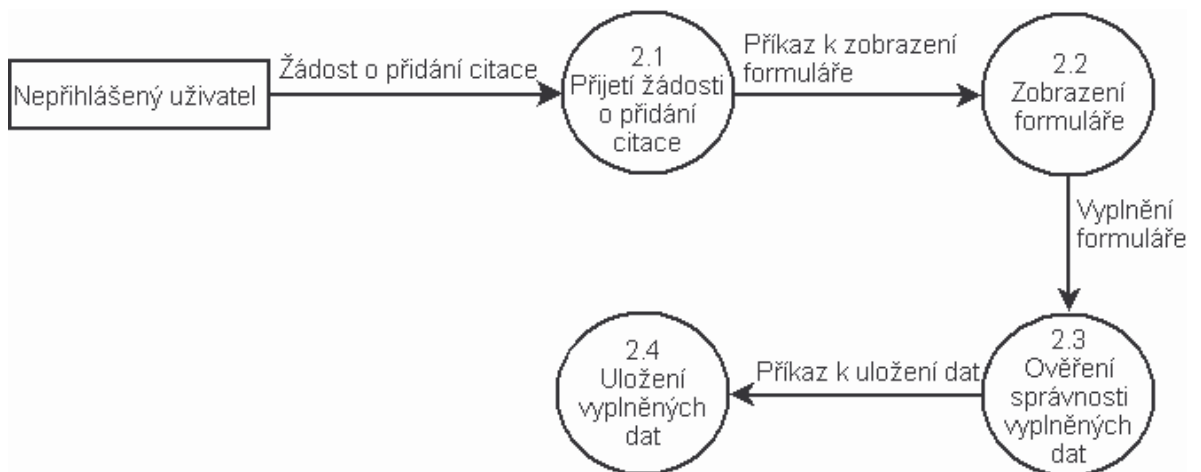 Nepřihlášený uživatel
Žádost o přidání citace
2.1
Přijetí žádosti
o přidání
citace
Příkaz k zobrazení
formuláře
2.2
Zobrazení
formuláře
Vyplnění
formuláře
2.3
Ověření
správnosti
vyplněných
dat
Příkaz k uložení dat
2.4
Uložení
vyplněných
dat